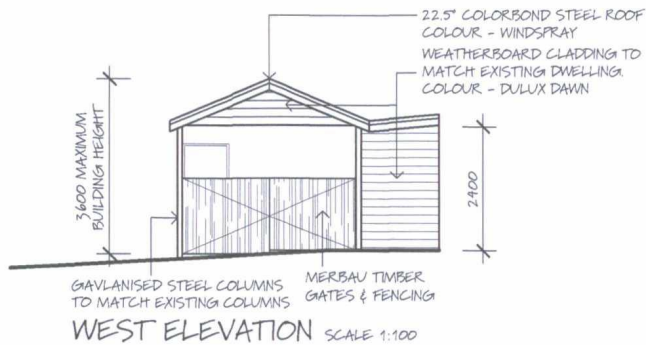 22.5° COLORBOND STEEL ROOF
COLOUR - WINDSPRAY
WEATHERBOARD CLADDING TO
MATCH EXISTING DWELLING.
COLOUR - DULUX DAWN
3600 MAXIMUM
BUILDING HEIGHT
2400
GAVLANISED STEEL COLUMNS
TO MATCH EXISTING COLUMNS
MERBAU TIMBER
GATES & FENCING
WEST ELEVATION SCALE 1:100